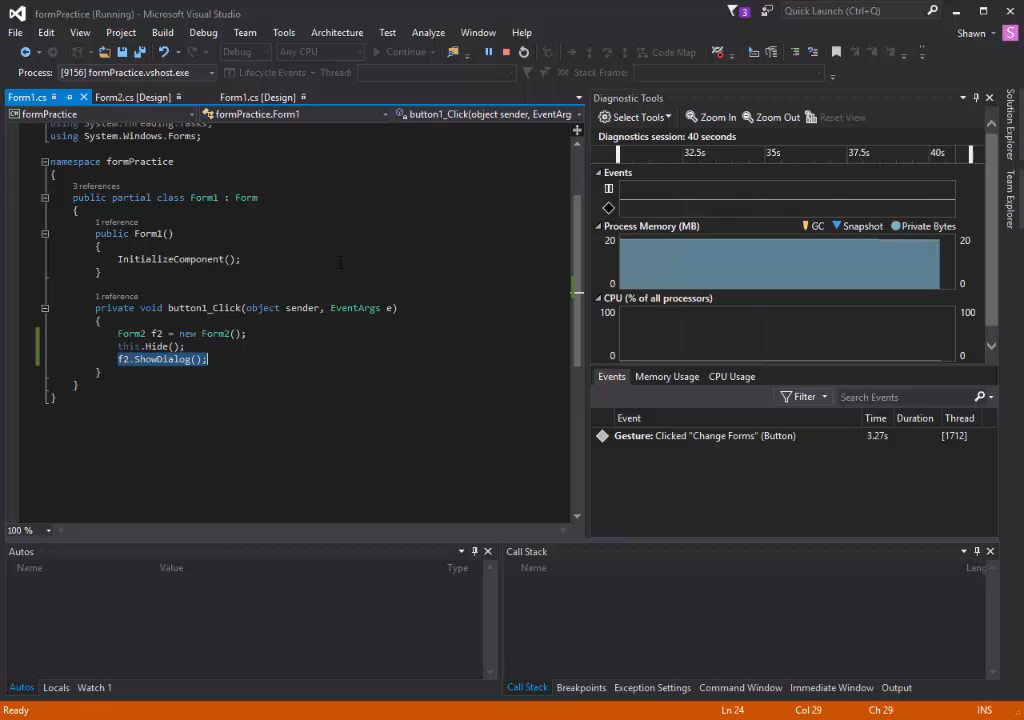 formPractice (Running) - Microsoft Visual Studio
3
Quick Launch (Ctrl+Q)
File Edit View Project Build Debug Team Tools Architecture Test Analyze Window Help
Shawn S
Debug Any CPU Continue Code Map
Process: [9156] formPractice.vshost.exe Lifecycle Events Thread: Stack Frame:
Form1.cs Form2.cs [Design] Form1.cs [Design]
formPractice formPractice.Form1 button1_Click(object sender, EventArg
using System.Threading.Tasks;
using System.Windows.Forms;
namespace formPractice
{
3 references
public partial class Form1 : Form
{
1 reference
public Form1()
{
InitializeComponent();
}
1 reference
private void button1_Click(object sender, EventArgs e)
{
Form2 f2 = new Form2();
this.Hide();
f2.ShowDialog();
}
}
}
100 %
Diagnostic Tools
Select Tools Zoom In Zoom Out Reset View
Diagnostics session: 40 seconds
32.5s 35s 37.5s 40s
Events
Process Memory (MB) GC Snapshot Private Bytes
20 20
0 0
CPU (% of all processors)
100 100
0 0
Events Memory Usage CPU Usage
Filter Search Events
Event Time Duration Thread
Gesture: Clicked "Change Forms" (Button) 3.27s [1712]
Solution Explorer
Team Explorer
Autos
Name Value Type
Autos Locals Watch 1
Call Stack
Name Lang
Call Stack Breakpoints Exception Settings Command Window Immediate Window Output
Ready Ln 24 Col 29 Ch 29 INS